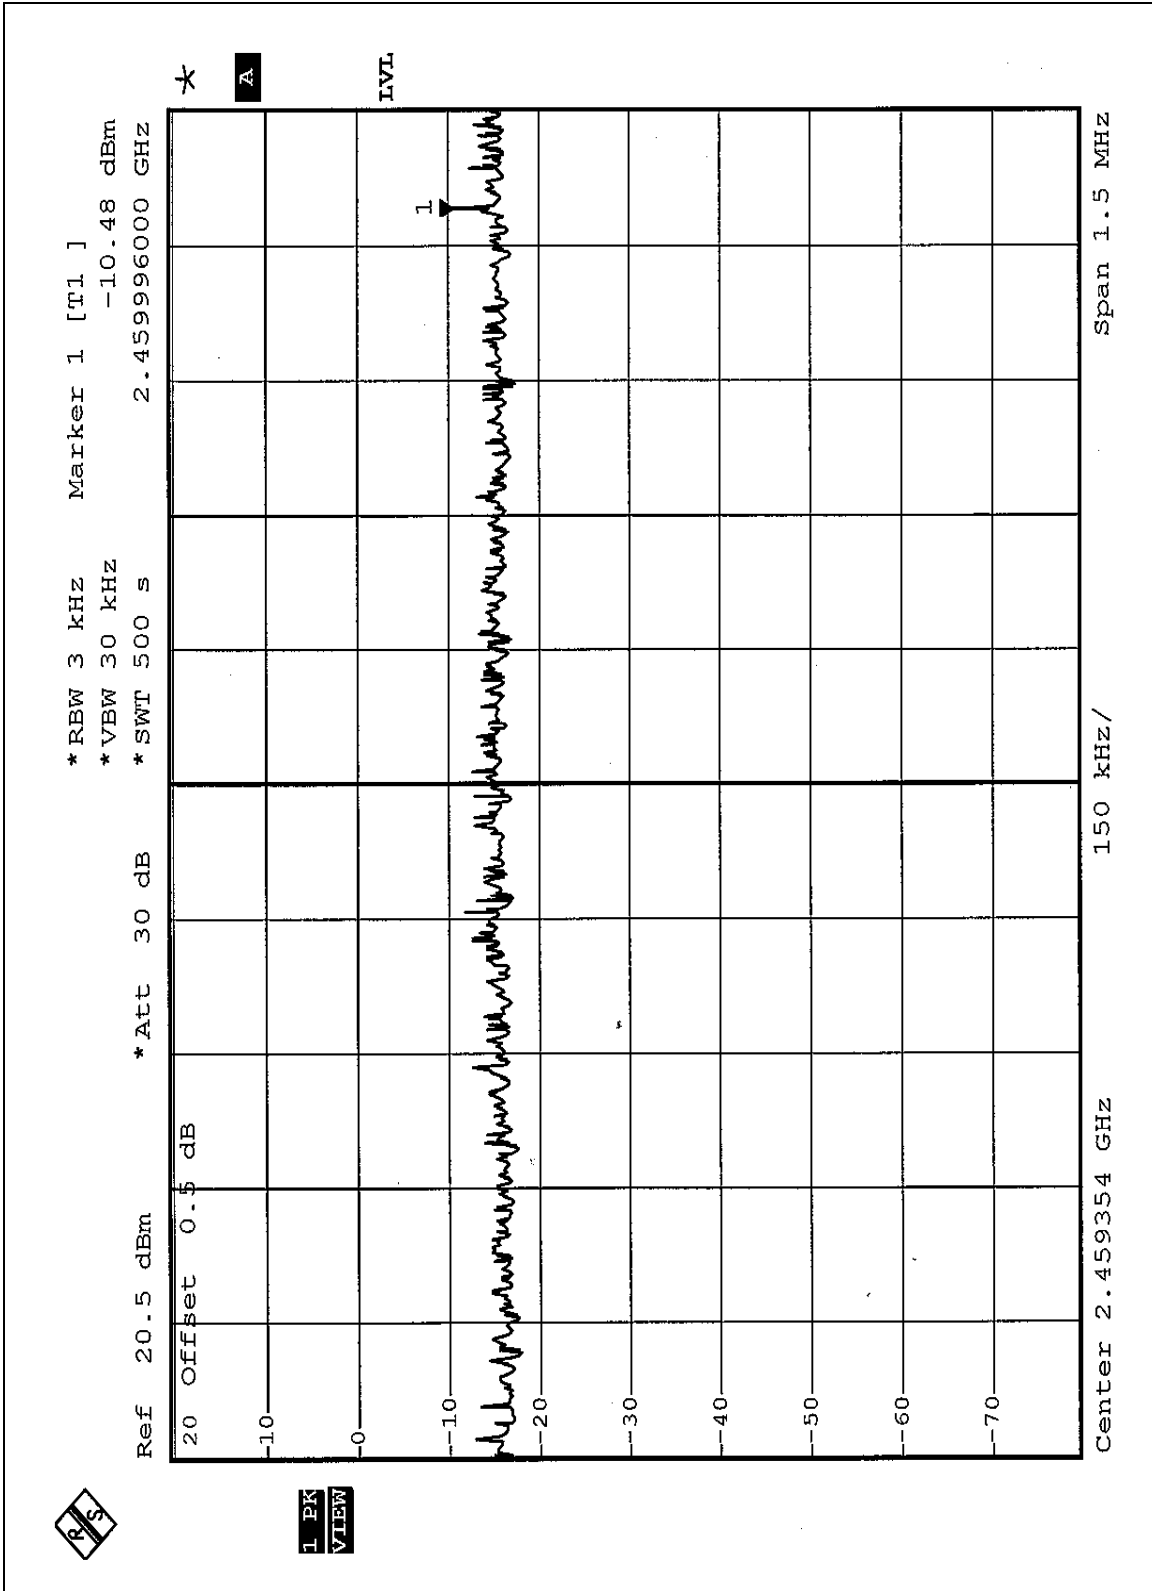 R S
*RBW 3 kHz Marker 1 [T1 ]
*VBW 30 kHz -10.48 dBm
Ref 20.5 dBm *Att 30 dB *SWT 500 s 2.459996000 GHz
20 Offset 0.5 dB
*
A
10
1 PK
VIEW
0
LVL
1
-10
-20
-30
-40
-50
-60
-70
Center 2.459354 GHz 150 kHz/ Span 1.5 MHz